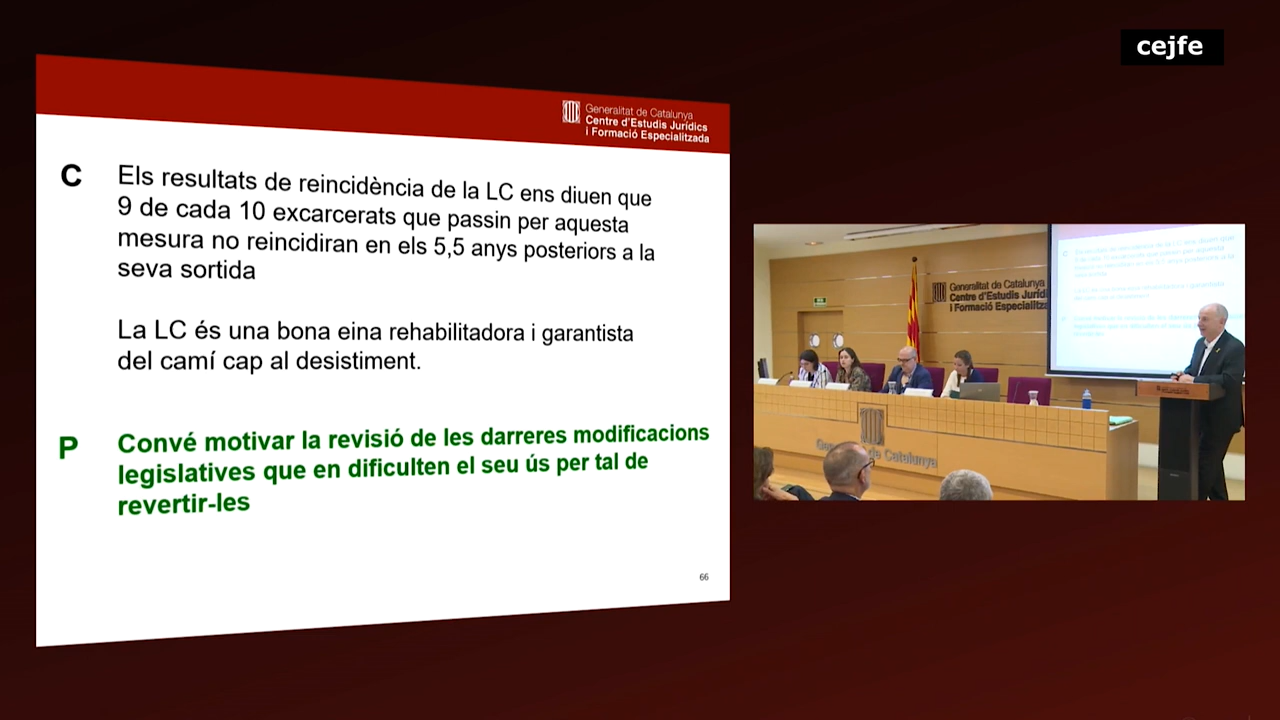 cejfe
Generalitat de Catalunya
Centre d'Estudis Jurídics
i Formació Especialitzada
C Els resultats de reincidència de la LC ens diuen que
9 de cada 10 excarcerats que passin per aquesta
mesura no reincidiran en els 5,5 anys posteriors a la
seva sortida
La LC és una bona eina rehabilitadora i garantista
del camí cap al desistiment.
P Convé motivar la revisió de les darreres modificacions
legislatives que en dificulten el seu ús per tal de
revertir-les
66
Generalitat de Catalunya
Centre d'Estudis Jurídi
i Formació Especialitza
de Catalunya